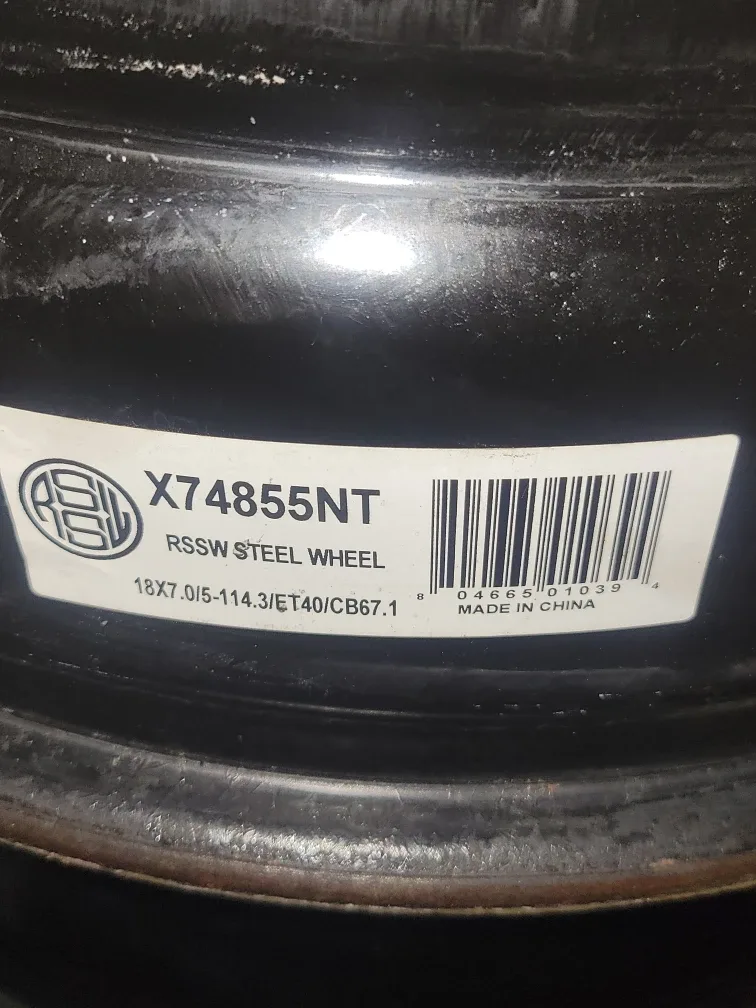 RSSW
X74855NT
RSSW STEEL WHEEL
18X7.0/5-114.3/ET40/CB67.1
8 04665 01039 4
MADE IN CHINA